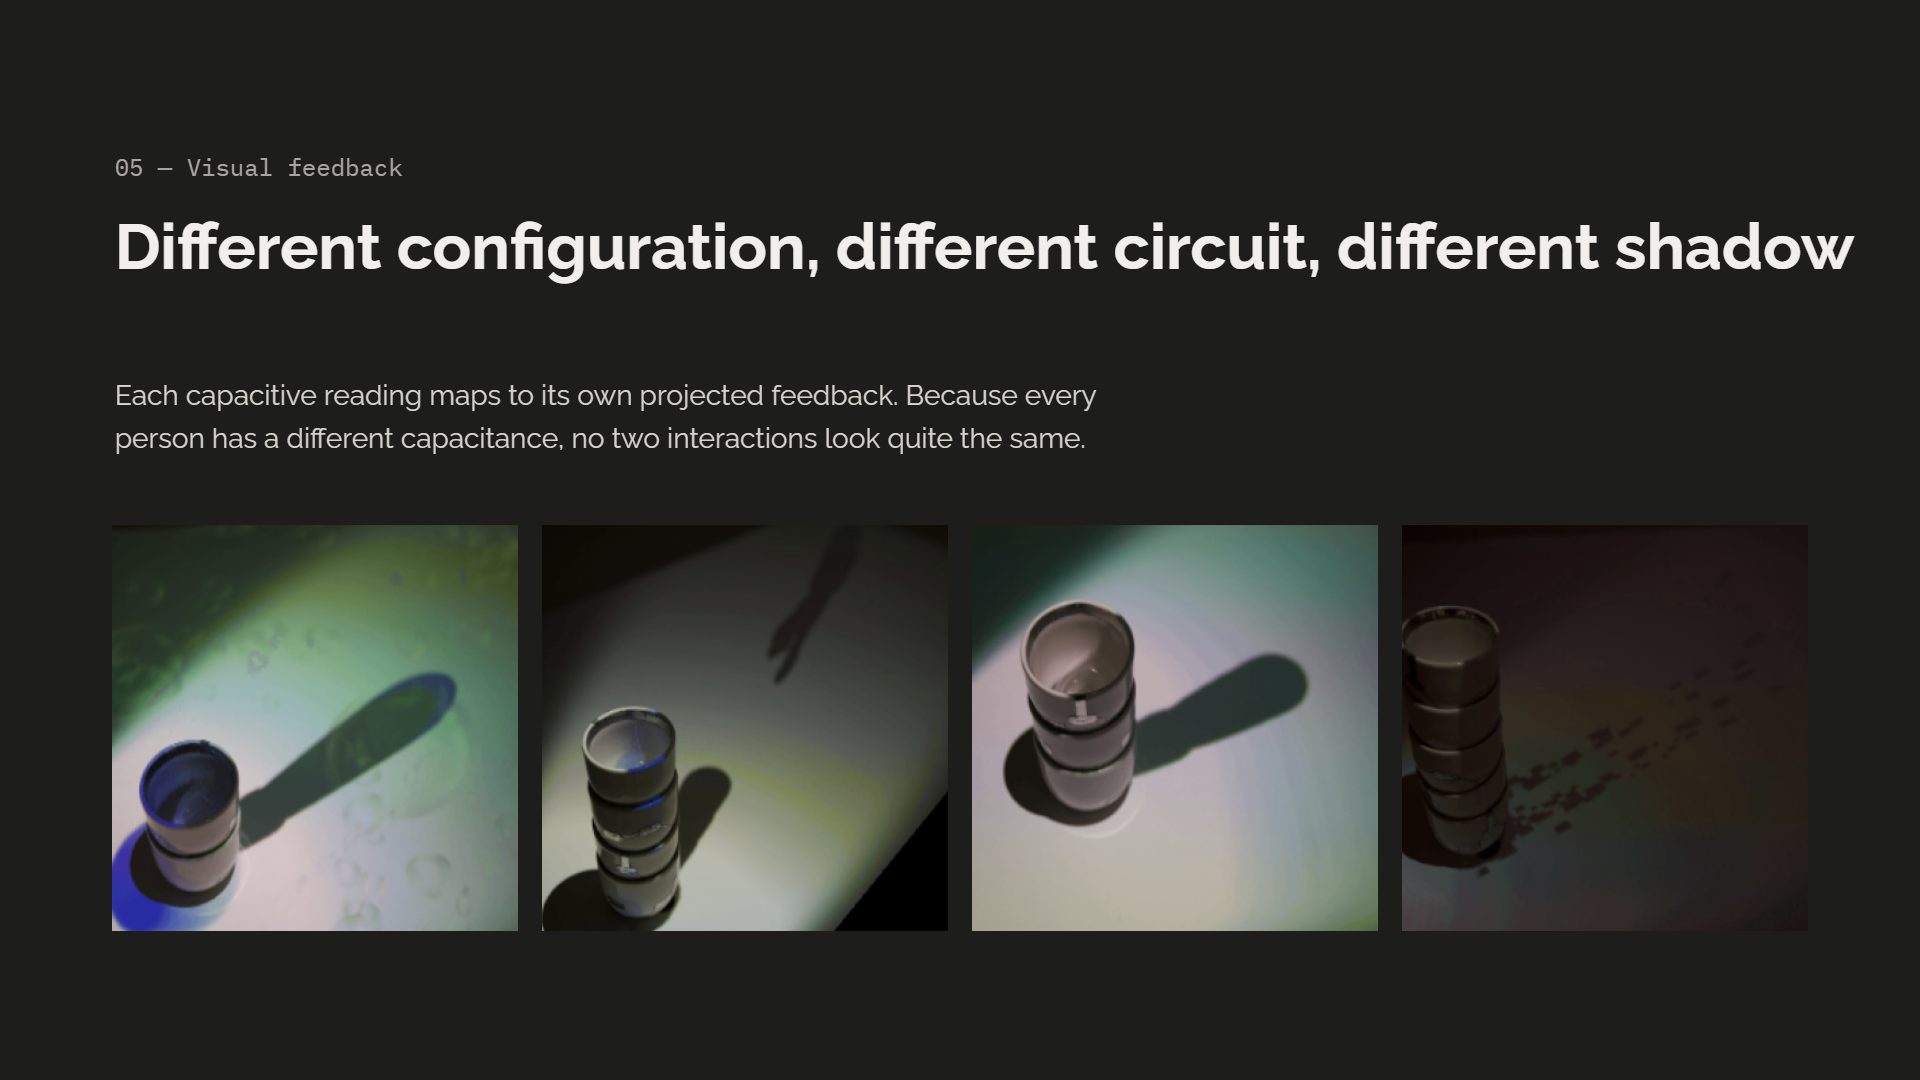 05 — Visual feedback
Different configuration, different circuit, different shadow
Each capacitive reading maps to its own projected feedback. Because every
person has a different capacitance, no two interactions look quite the same.